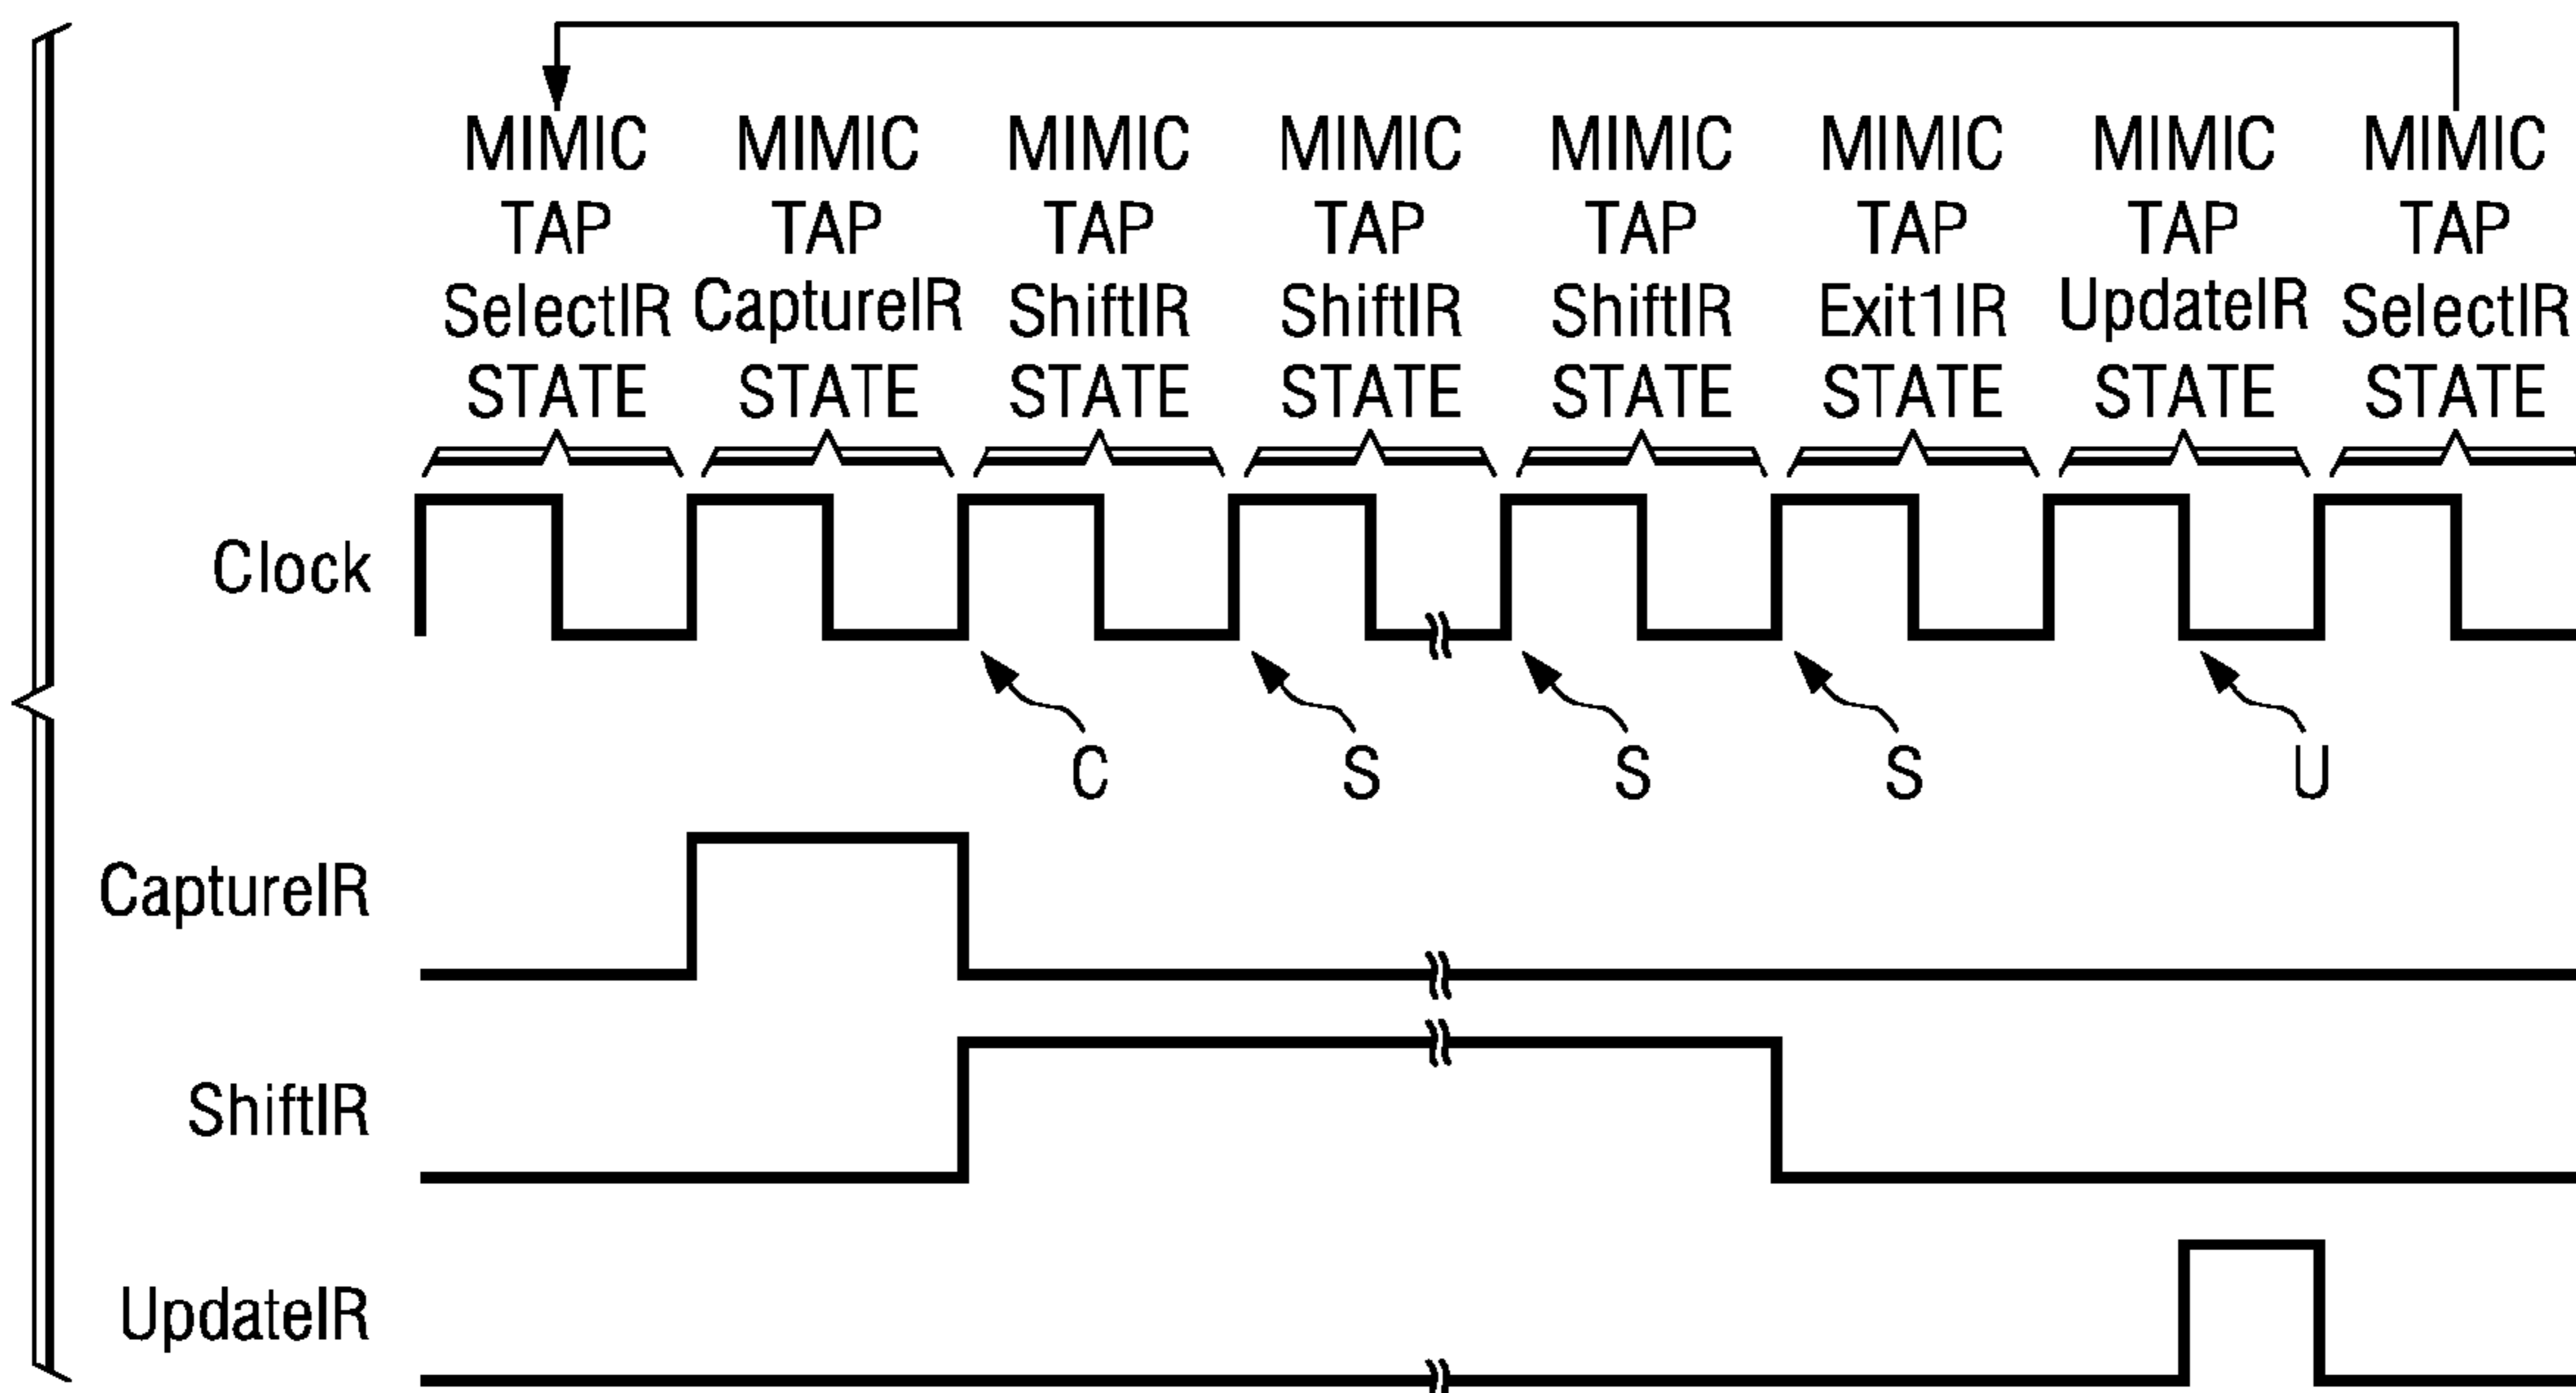 MIMIC TAP SelectIR STATE
MIMIC TAP CaptureIR STATE
MIMIC TAP ShiftIR STATE
MIMIC TAP ShiftIR STATE
MIMIC TAP ShiftIR STATE
MIMIC TAP Exit1IR STATE
MIMIC TAP UpdateIR STATE
MIMIC TAP SelectIR STATE
Clock
C
S
S
S
U
CaptureIR
ShiftIR
UpdateIR